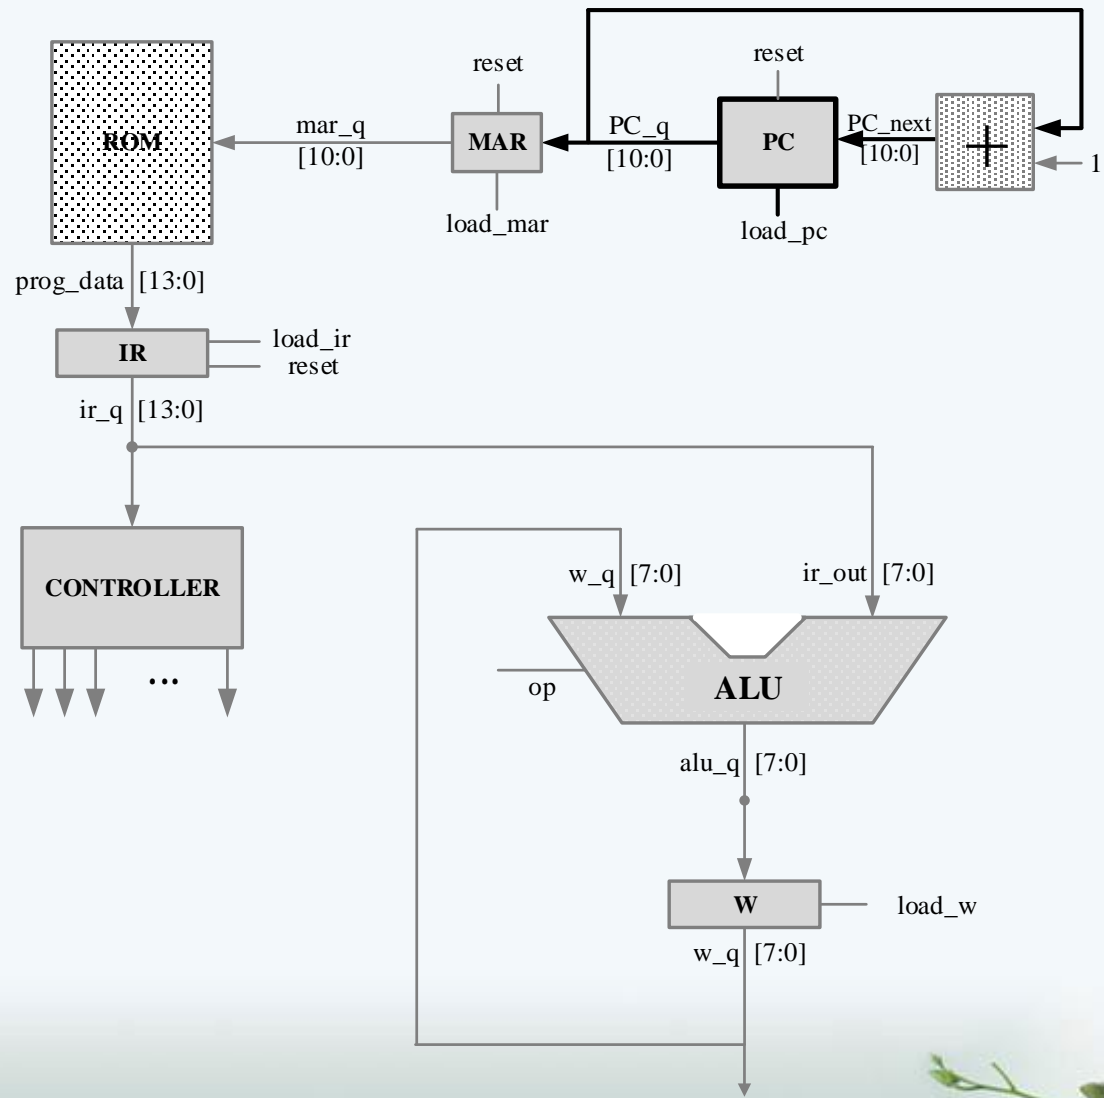 reset
reset
ROM
mar_q
[10:0]
MAR
PC_q
[10:0]
PC
PC_next
[10:0]
+
1
load_mar
load_pc
prog_data [13:0]
IR
load_ir
reset
ir_q [13:0]
CONTROLLER
...
w_q [7:0]
ir_out [7:0]
op
ALU
alu_q [7:0]
W
load_w
w_q [7:0]